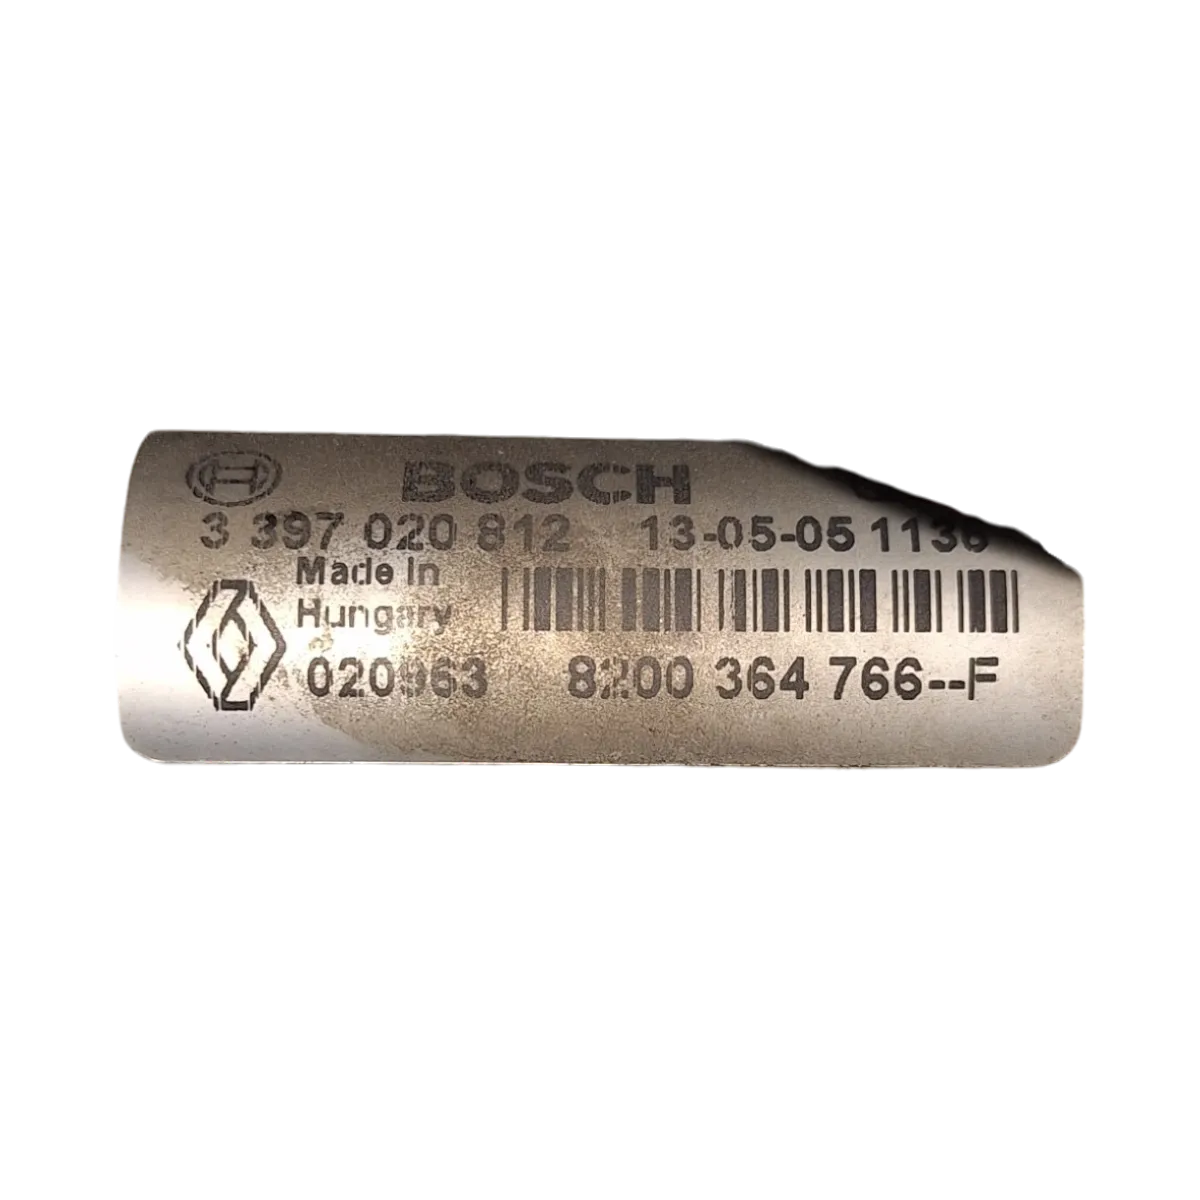 BOSCH
3 397 020 812 13-05-05 1136
Made In
Hungary
020963 8200 364 766--F